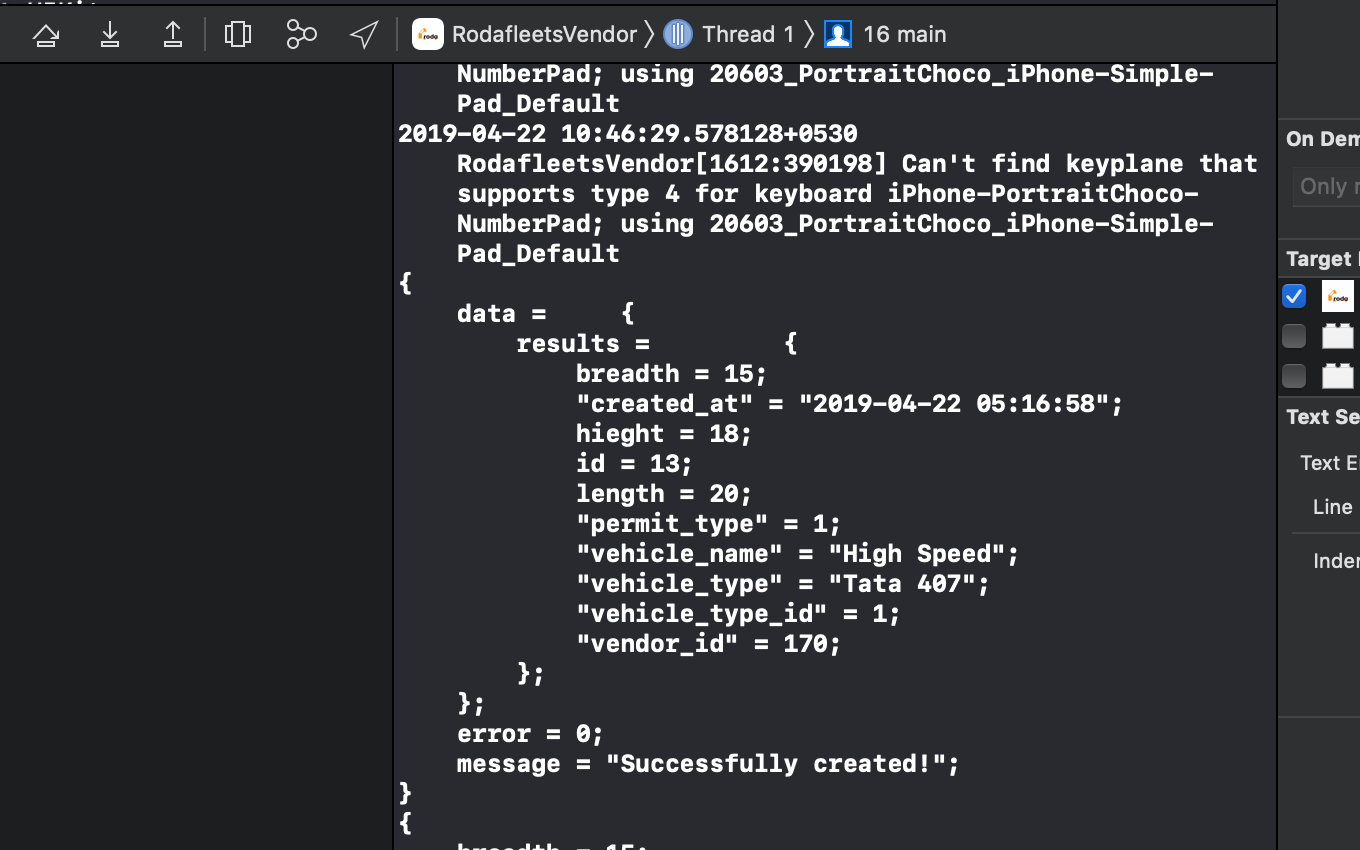 RodafleetsVendor
Thread 1
16 main
NumberPad; using 20603_PortraitChoco_iPhone-Simple-
Pad_Default
2019-04-22 10:46:29.578128+0530
RodafleetsVendor[1612:390198] Can't find keyplane that
supports type 4 for keyboard iPhone-PortraitChoco-
NumberPad; using 20603_PortraitChoco_iPhone-Simple-
Pad_Default
{
data = {
results = {
breadth = 15;
"created_at" = "2019-04-22 05:16:58";
hieght = 18;
id = 13;
length = 20;
"permit_type" = 1;
"vehicle_name" = "High Speed";
"vehicle_type" = "Tata 407";
"vehicle_type_id" = 1;
"vendor_id" = 170;
};
};
error = 0;
message = "Successfully created!";
}
{
breadth = 15;
On Dem
Only
Target
roda
Text Se
Text E
Line
Inde